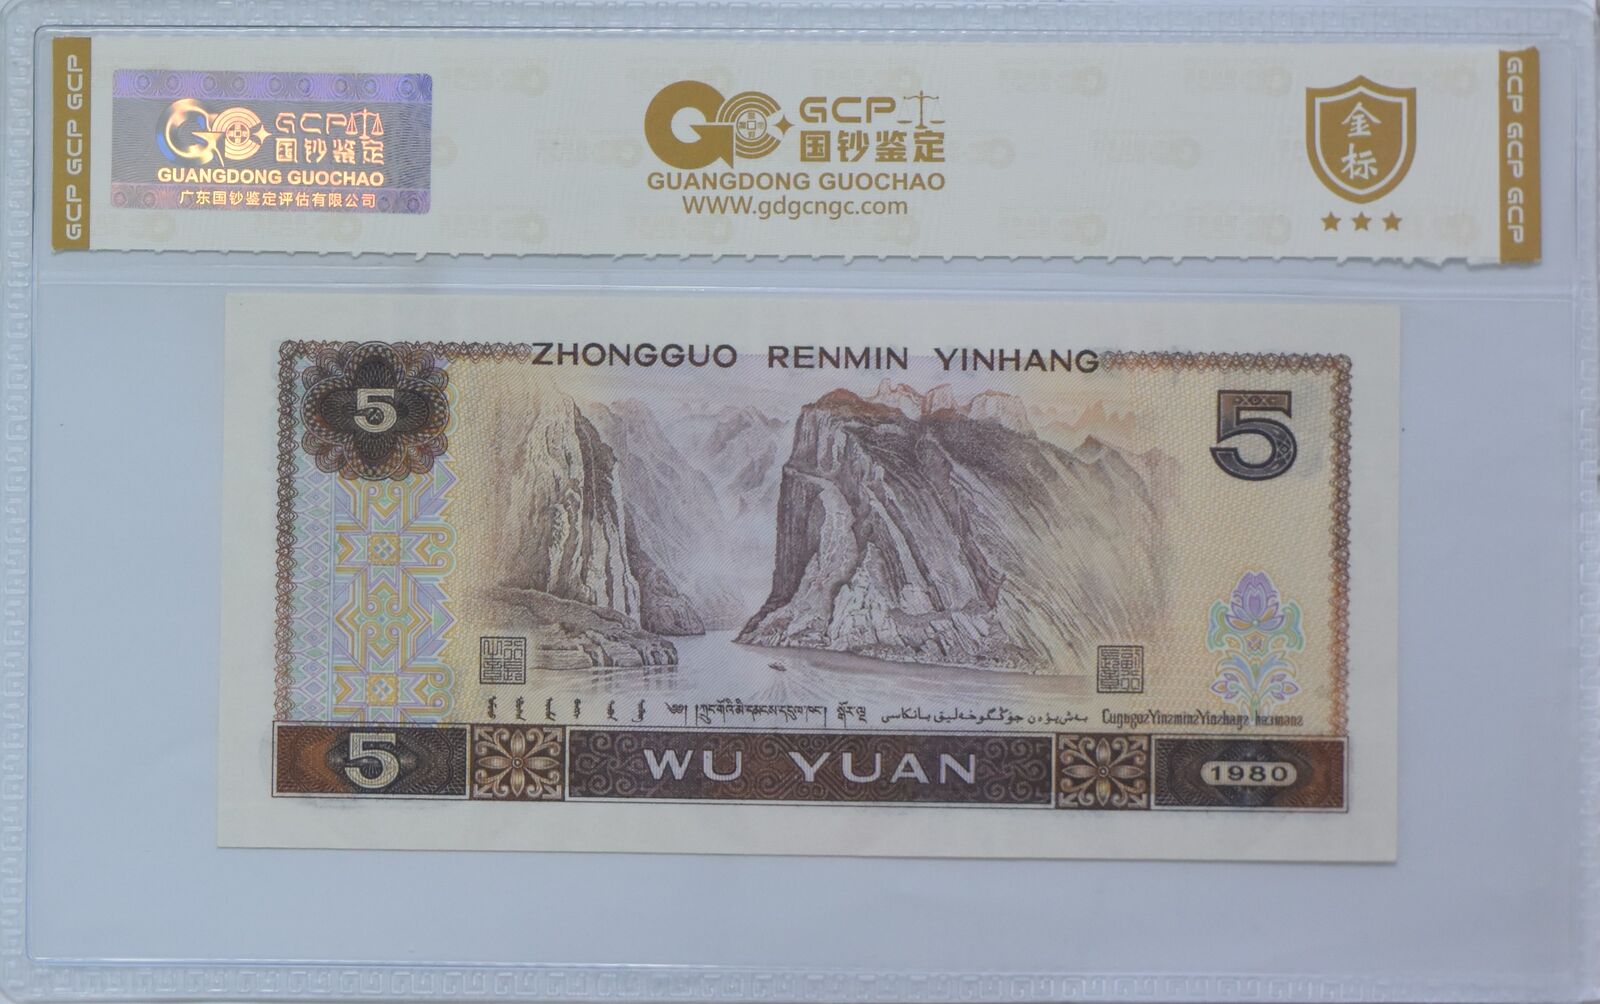 GCP GCP GCP
GCP
国钞鉴定
GUANGDONG GUOCHAO
广东国钞鉴定评估有限公司
GCP
国钞鉴定
GUANGDONG GUOCHAO
WWW.gdgcngc.com
金标
GCP GCP GCP
ZHONGGUO RENMIN YINHANG
5
5
5 WU YUAN 1980